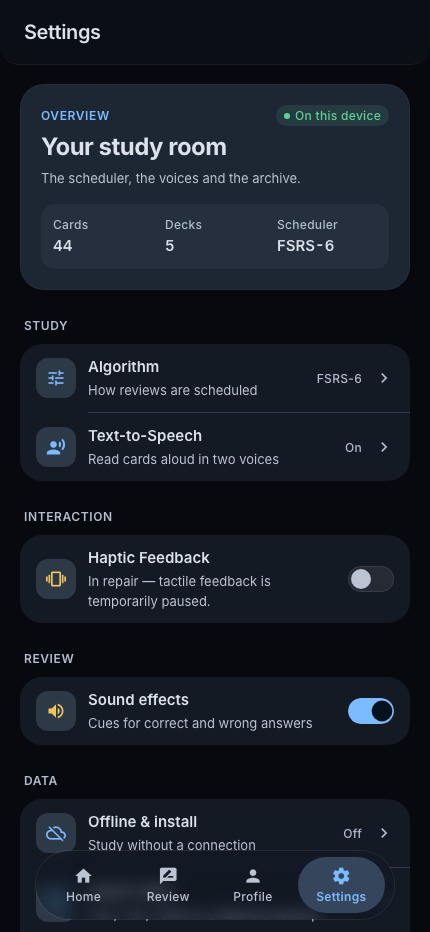 Settings
OVERVIEW
On this device
Your study room
The scheduler, the voices and the archive.
Cards
Decks
Scheduler
44
5
FSRS-6
STUDY
Algorithm
How reviews are scheduled
FSRS-6
Text-to-Speech
Read cards aloud in two voices
On
INTERACTION
Haptic Feedback
In repair — tactile feedback is
temporarily paused.
REVIEW
Sound effects
Cues for correct and wrong answers
DATA
Offline & install
Study without a connection
Off
Home
Review
Profile
Settings